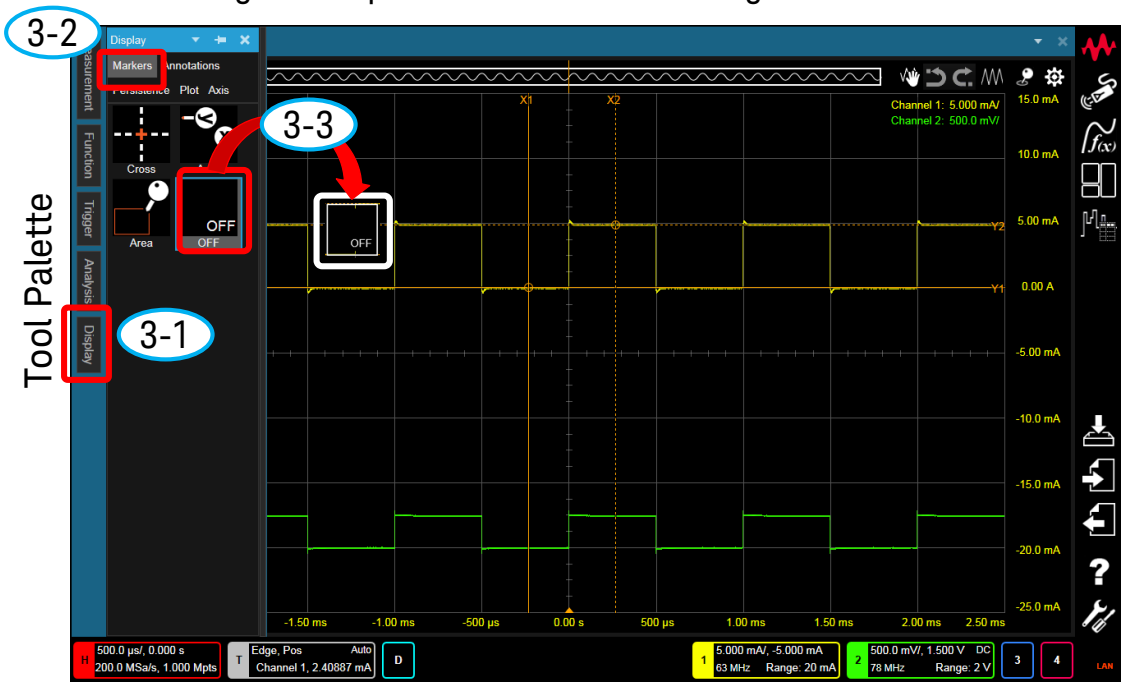 3-2
Display
Measurement
Markers Annotations
Persistence Plot Axis
Cross
Area
OFF
OFF
Function
Trigger
Analysis
Display
Tool Palette
3-1
3-3
OFF
X1 X2
Channel 1: 5.000 mA/
Channel 2: 500.0 mV/
Y2
Y1
15.0 mA
10.0 mA
5.00 mA
0.00 A
-5.00 mA
-10.0 mA
-15.0 mA
-20.0 mA
-25.0 mA
-1.50 ms -1.00 ms -500 µs 0.00 s 500 µs 1.00 ms 1.50 ms 2.00 ms 2.50 ms
f(x)
?
H 500.0 µs/, 0.000 s
200.0 MSa/s, 1.000 Mpts
T Edge, Pos Auto
Channel 1, 2.40887 mA
D
1 5.000 mA/, -5.000 mA
63 MHz Range: 20 mA
2 500.0 mV/, 1.500 V DC
78 MHz Range: 2 V
3
4
LAN